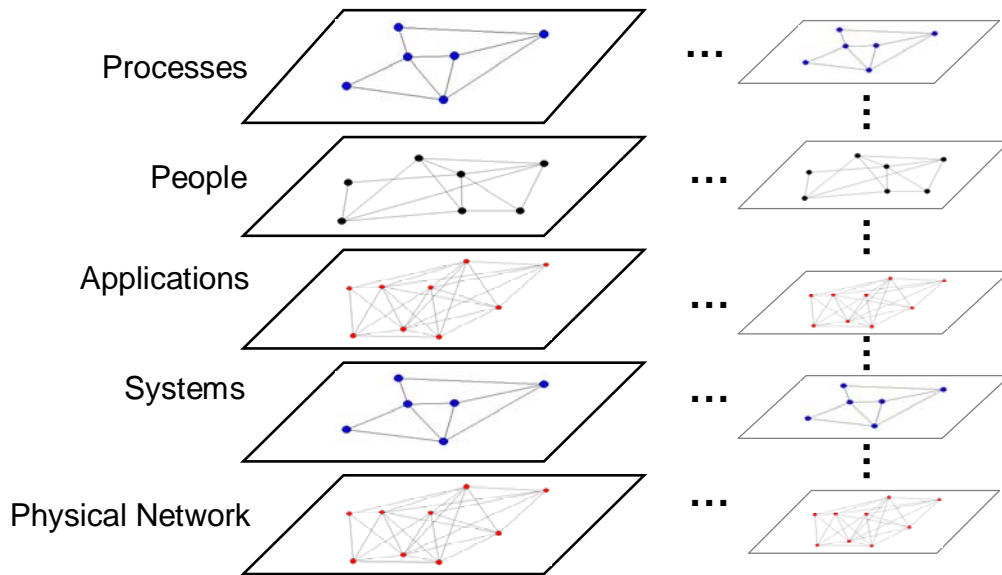 Processes
People
Applications
Systems
Physical Network